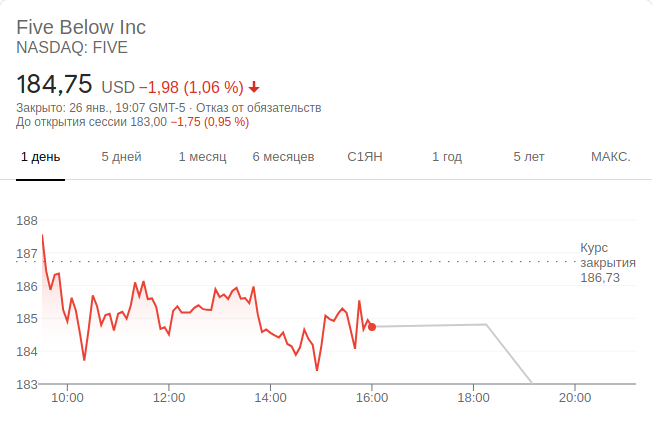 Five Below Inc
NASDAQ: FIVE
184,75 USD −1,98 (1,06 %)
Закрыто: 26 янв., 19:07 GMT-5 · Отказ от обязательств
До открытия сессии 183,00 −1,75 (0,95 %)
1 день 5 дней 1 месяц 6 месяцев С1ЯН 1 год 5 лет МАКС.
188
187
186
185
184
183
Курс
закрытия
186,73
10:00 12:00 14:00 16:00 18:00 20:00